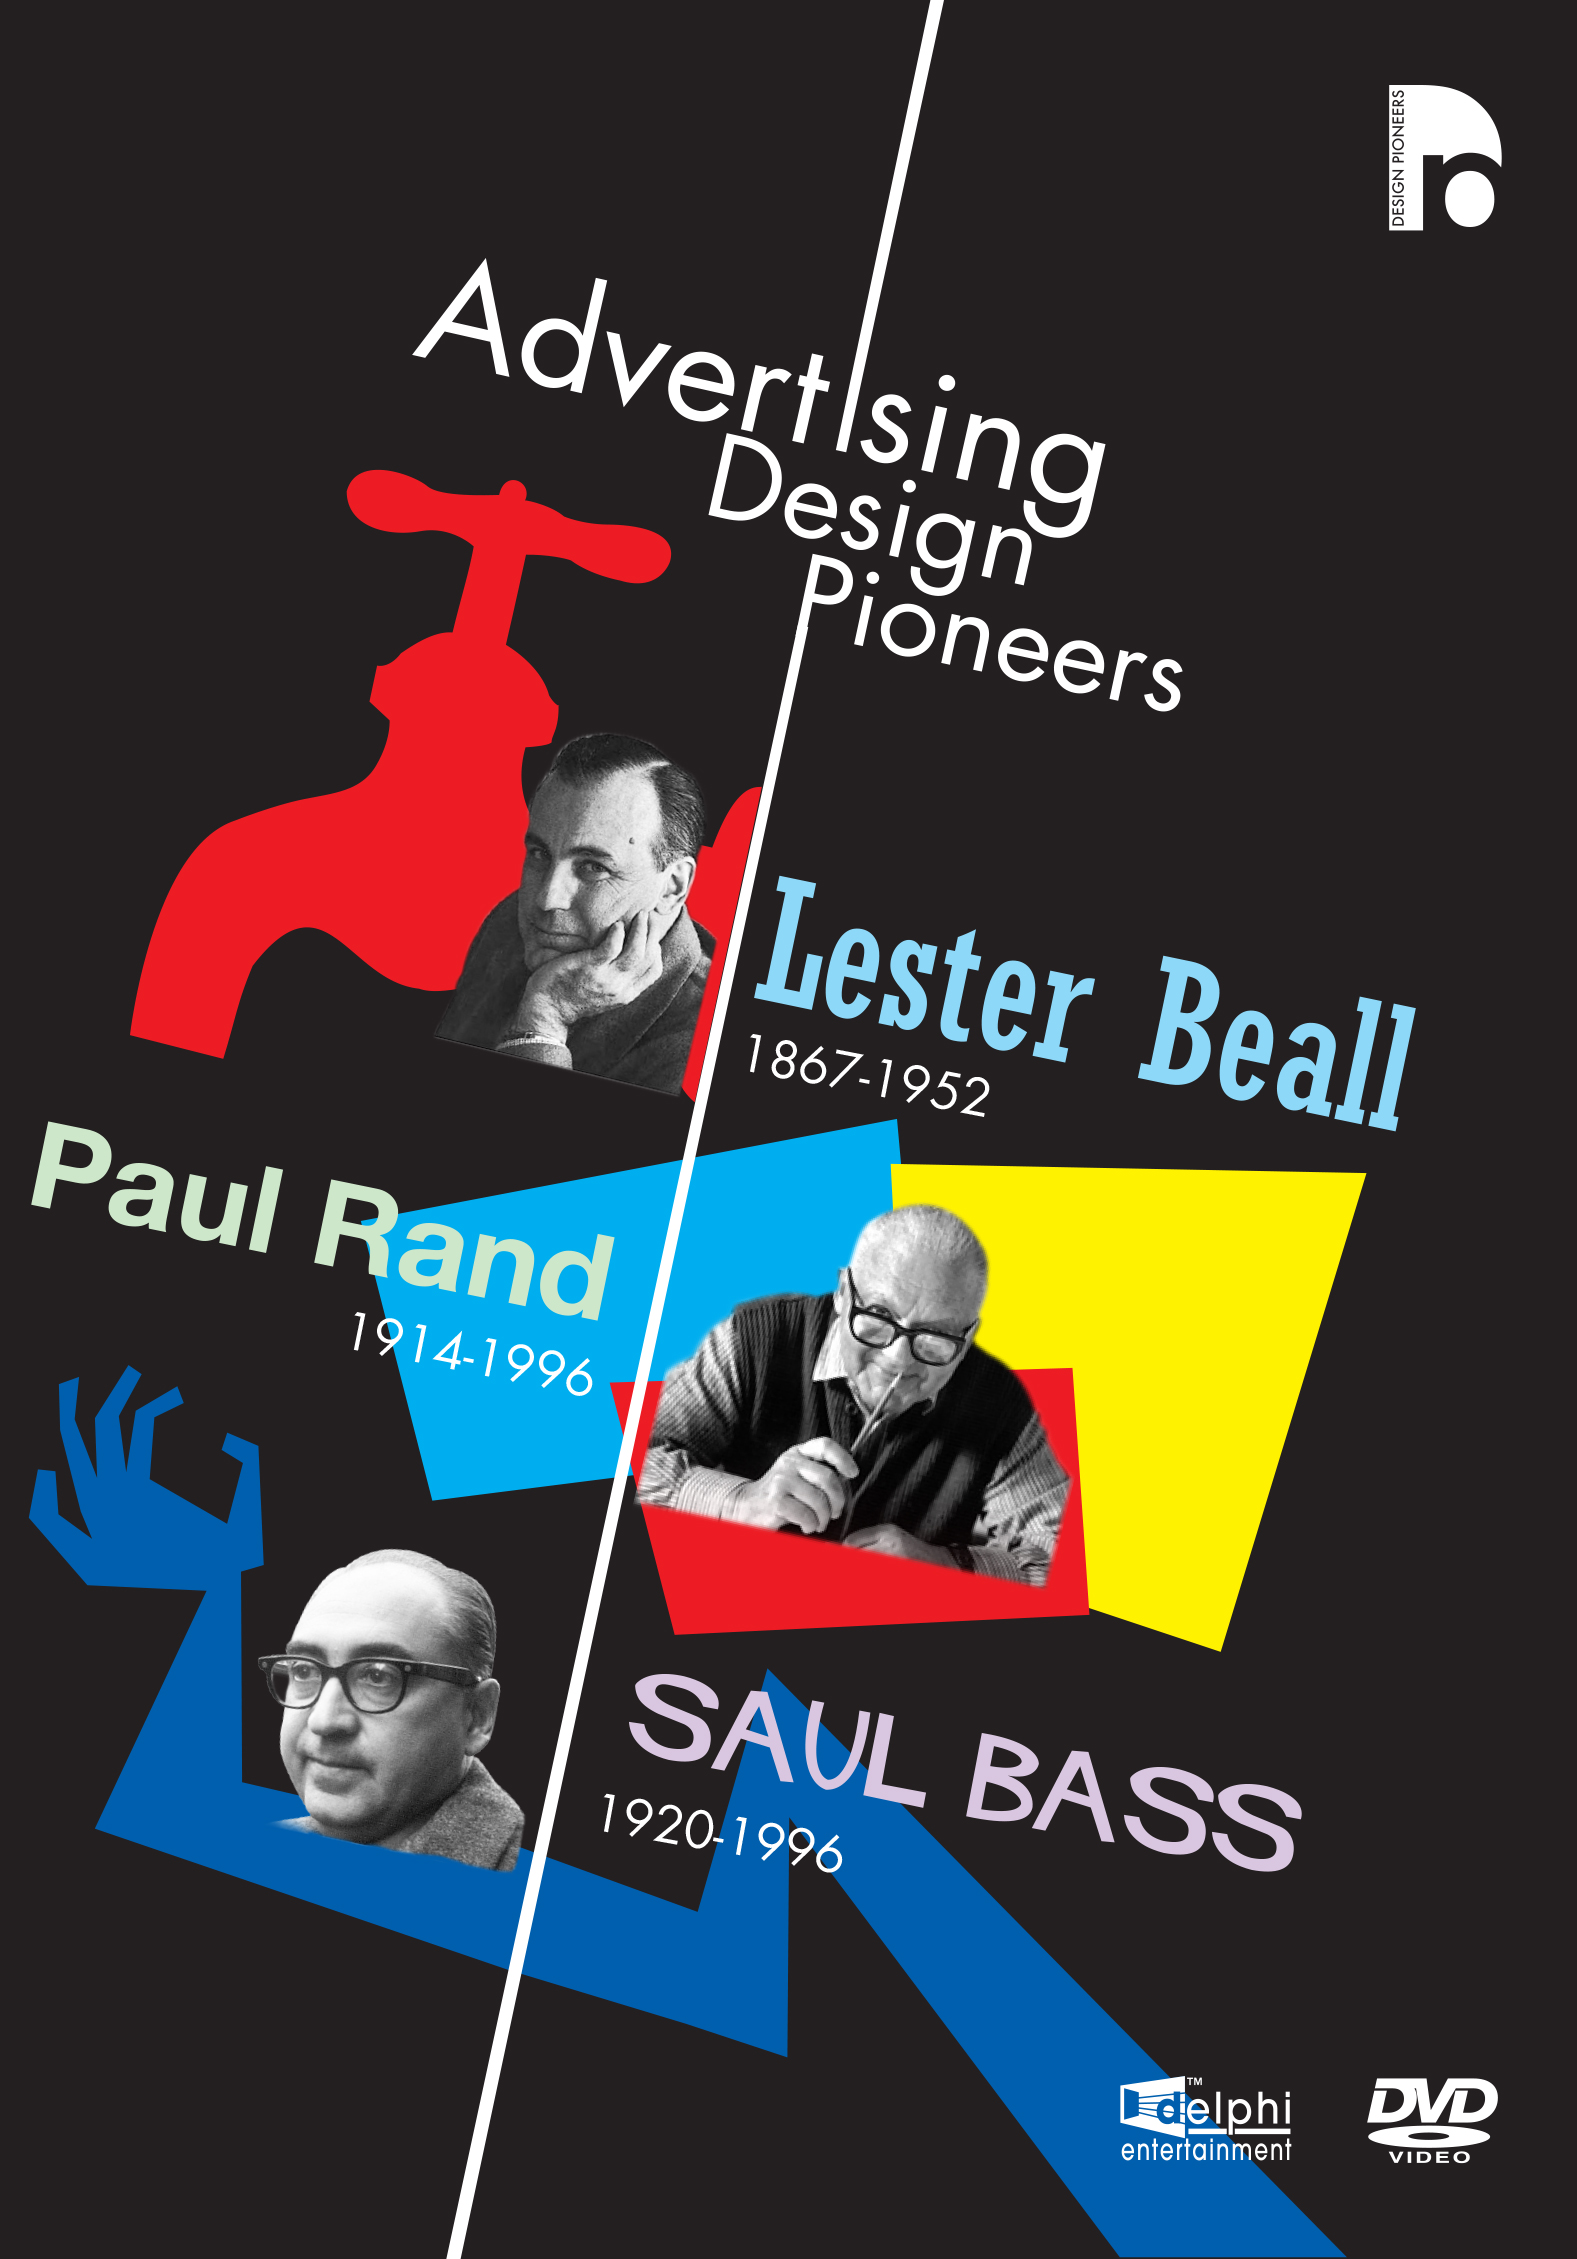 DESIGN PIONEERS
Advertising
Design
Pioneers
Lester Beall
1867-1952
Paul Rand
1914-1996
SAUL BASS
1920-1996
delphi™
entertainment
DVD
VIDEO